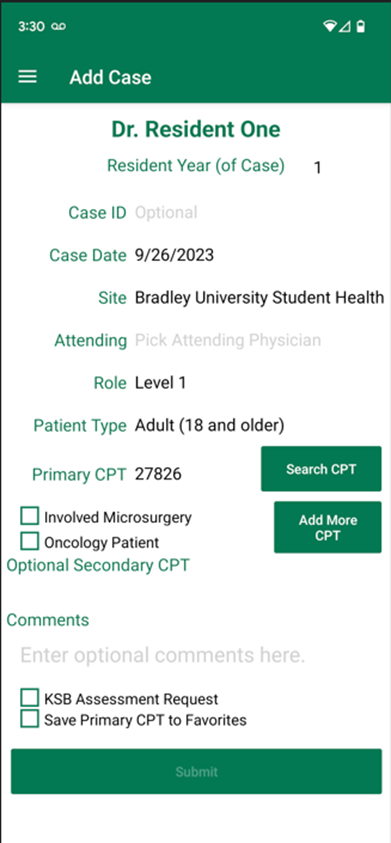 3:30
Add Case
Dr. Resident One
Resident Year (of Case) 1
Case ID Optional
Case Date 9/26/2023
Site Bradley University Student Health
Attending Pick Attending Physician
Role Level 1
Patient Type Adult (18 and older)
Primary CPT 27826 Search CPT
Involved Microsurgery
Add More
CPT
Oncology Patient
Optional Secondary CPT
Comments
Enter optional comments here.
KSB Assessment Request
Save Primary CPT to Favorites
Submit